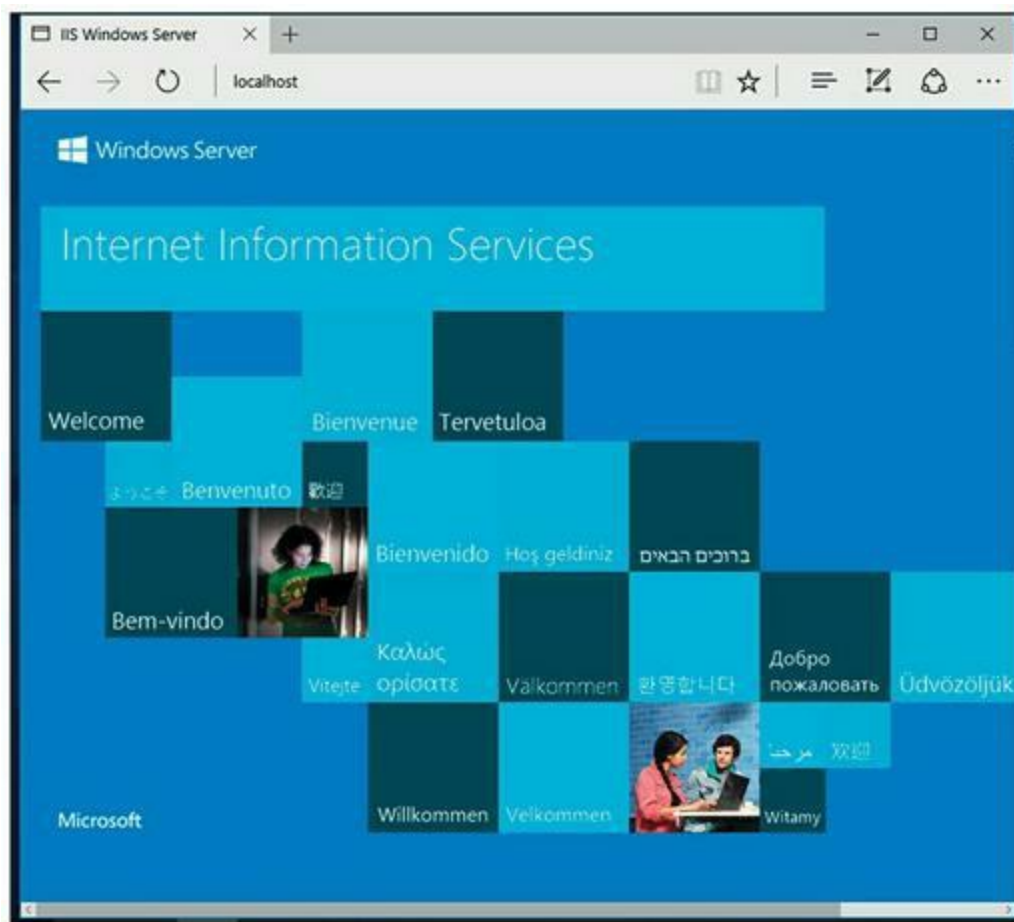 IIS Windows Server
localhost
Windows Server
Internet Information Services
Welcome
Bienvenue
Tervetuloa
ようこそ
Benvenuto
歡迎
Bienvenido
Hoş geldiniz
ברוכים הבאים
Bem-vindo
Vítejte
Καλώς
ορίσατε
Välkommen
환영합니다
Добро
пожаловать
Üdvözöljük
مرحبا
欢迎
Microsoft
Willkommen
Velkommen
Witamy